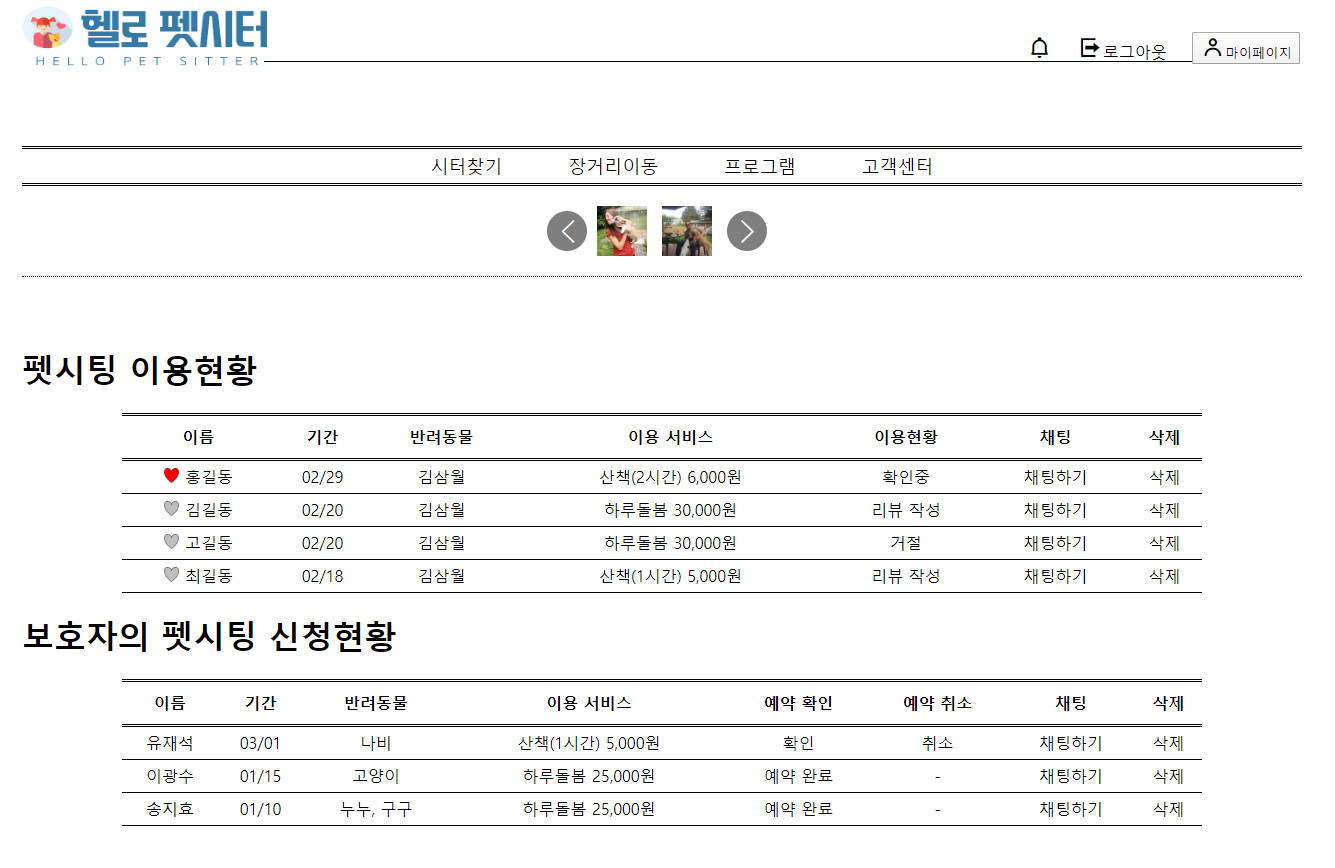 헬로 펫시터
HELLO PET SITTER
로그아웃 마이페이지
시터찾기 장거리이동 프로그램 고객센터
펫시팅 이용현황
이름 기간 반려동물 이용 서비스 이용현황 채팅 삭제
홍길동 02/29 김삼월 산책(2시간) 6,000원 확인중 채팅하기 삭제
김길동 02/20 김삼월 하루돌봄 30,000원 리뷰 작성 채팅하기 삭제
고길동 02/20 김삼월 하루돌봄 30,000원 거절 채팅하기 삭제
최길동 02/18 김삼월 산책(1시간) 5,000원 리뷰 작성 채팅하기 삭제
보호자의 펫시팅 신청현황
이름 기간 반려동물 이용 서비스 예약 확인 예약 취소 채팅 삭제
유재석 03/01 나비 산책(1시간) 5,000원 확인 취소 채팅하기 삭제
이광수 01/15 고양이 하루돌봄 25,000원 예약 완료 - 채팅하기 삭제
송지효 01/10 누누, 구구 하루돌봄 25,000원 예약 완료 - 채팅하기 삭제